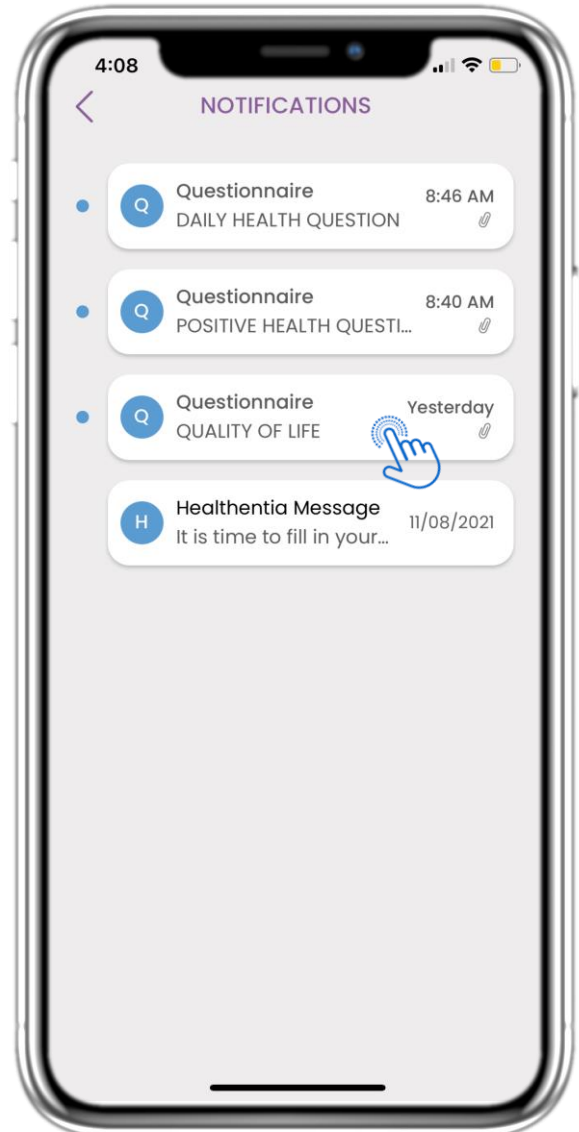 4:08
NOTIFICATIONS
Q Questionnaire 8:46 AM
DAILY HEALTH QUESTION
Q Questionnaire 8:40 AM
POSITIVE HEALTH QUESTI...
Q Questionnaire Yesterday
QUALITY OF LIFE
H Healthentia Message 11/08/2021
It is time to fill in your...